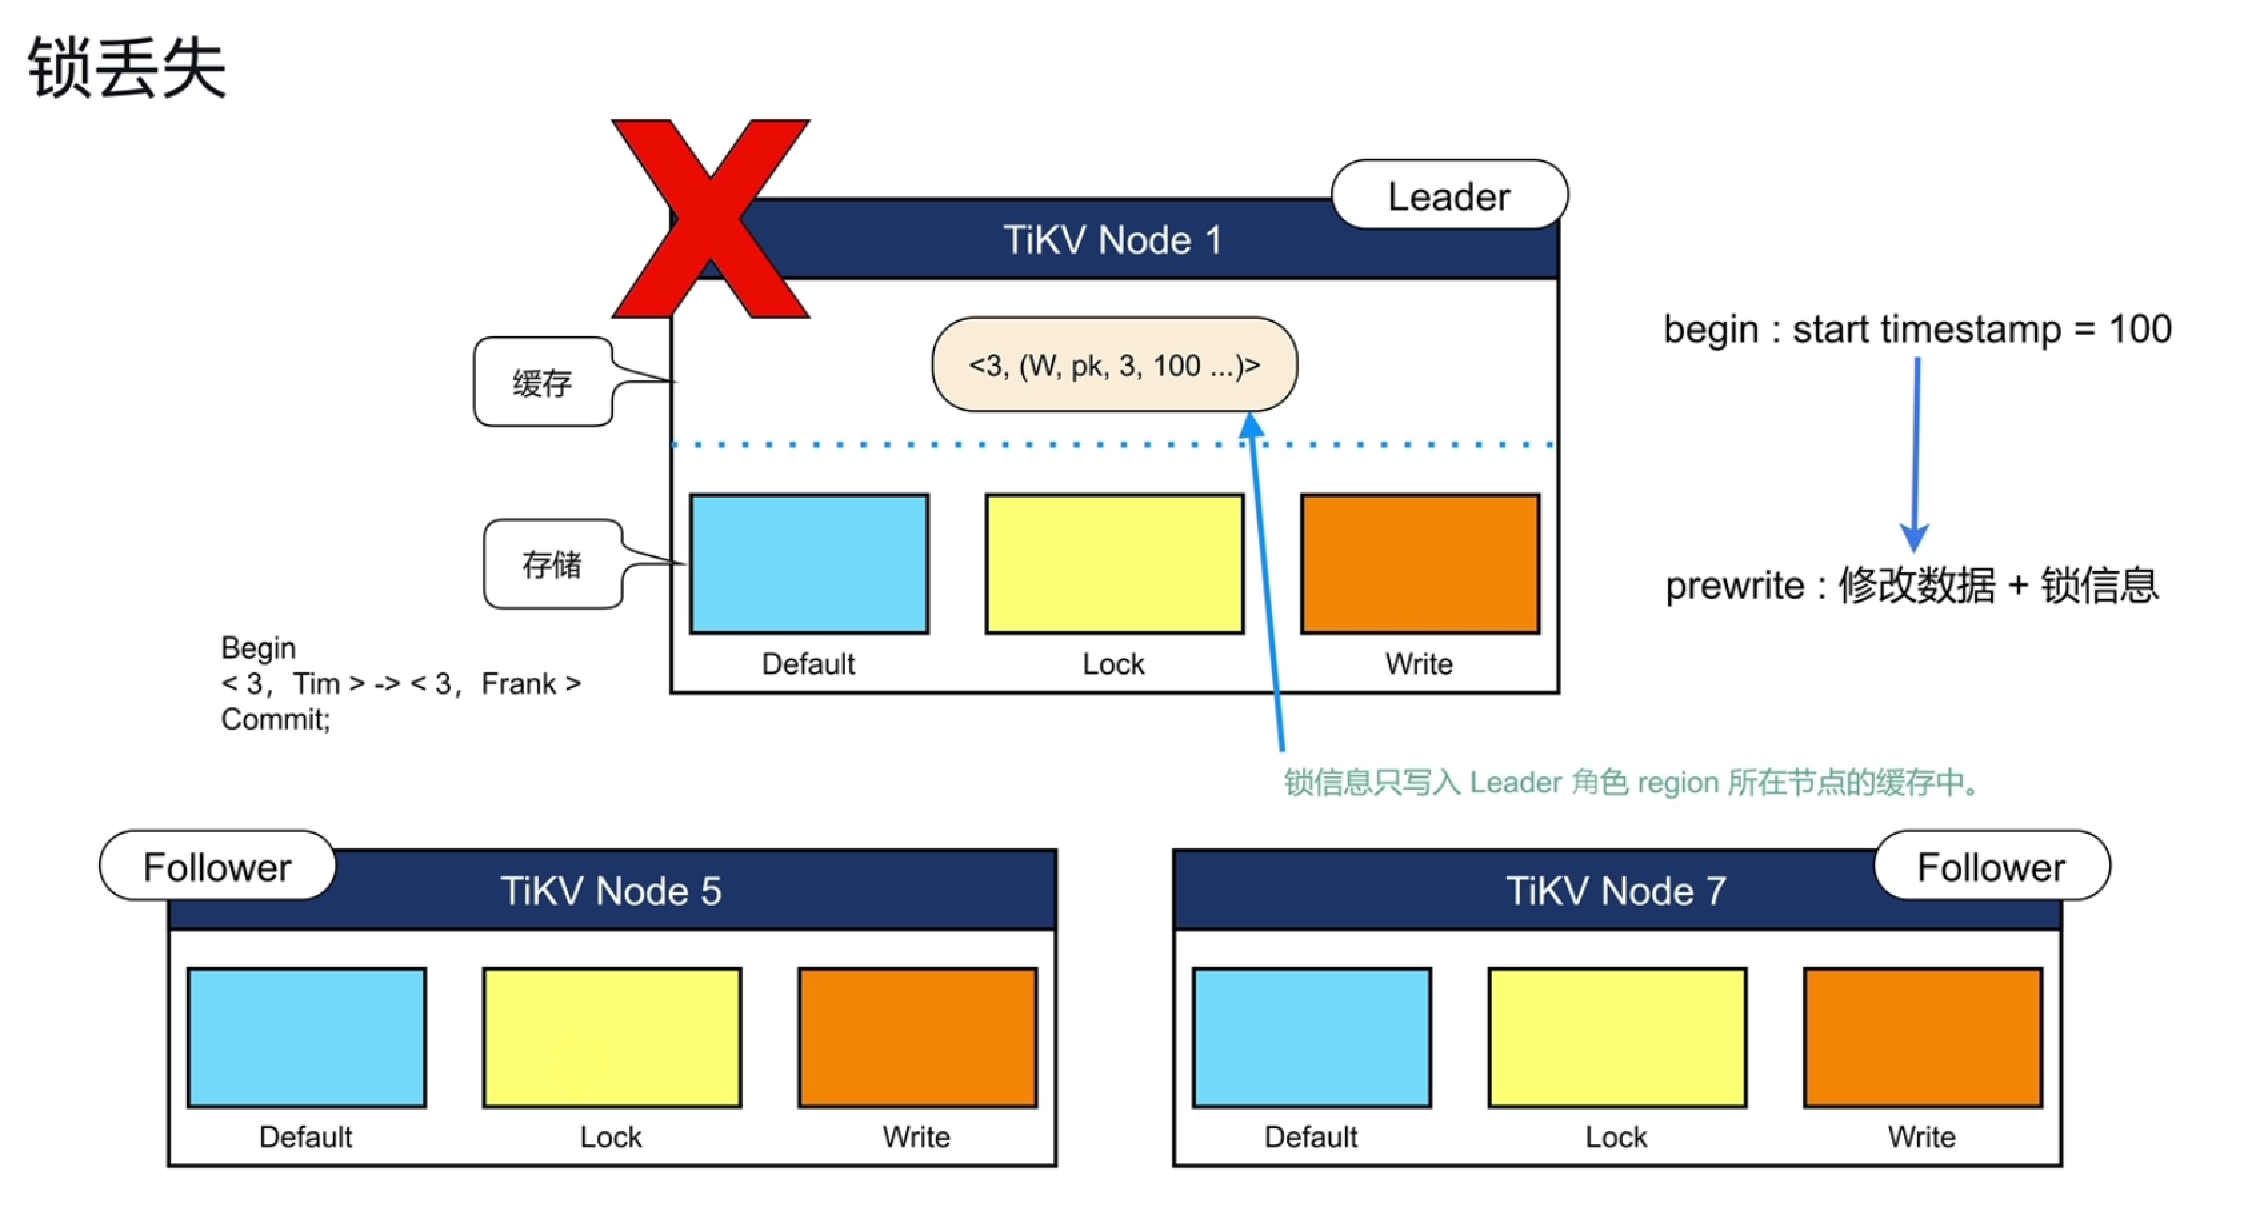 锁丢失
Leader
TiKV Node 1
begin : start timestamp = 100
<3, (W, pk, 3, 100 ...)>
缓存
存储
prewrite : 修改数据 + 锁信息
Default
Lock
Write
Begin
< 3，Tim > -> < 3，Frank >
Commit;
锁信息只写入 Leader 角色 region 所在节点的缓存中。
Follower
TiKV Node 5
Default
Lock
Write
Follower
TiKV Node 7
Default
Lock
Write